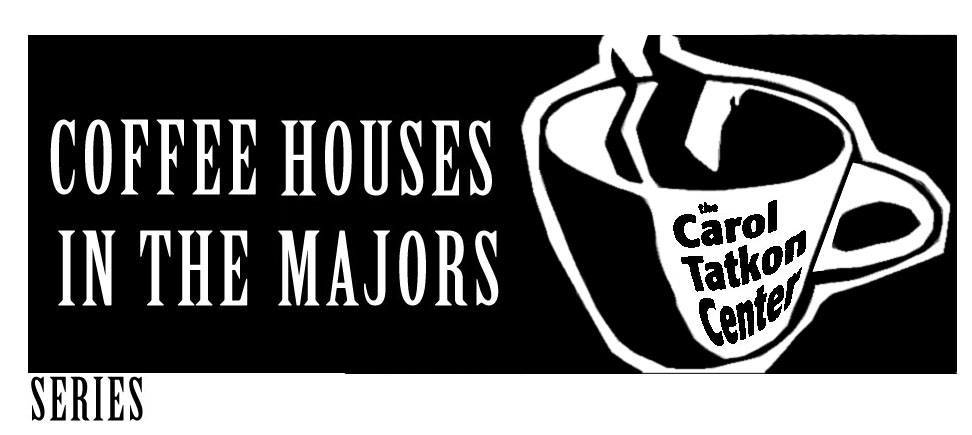 COFFEE HOUSES
IN THE MAJORS
the
Carol
Tatkon
Center
SERIES